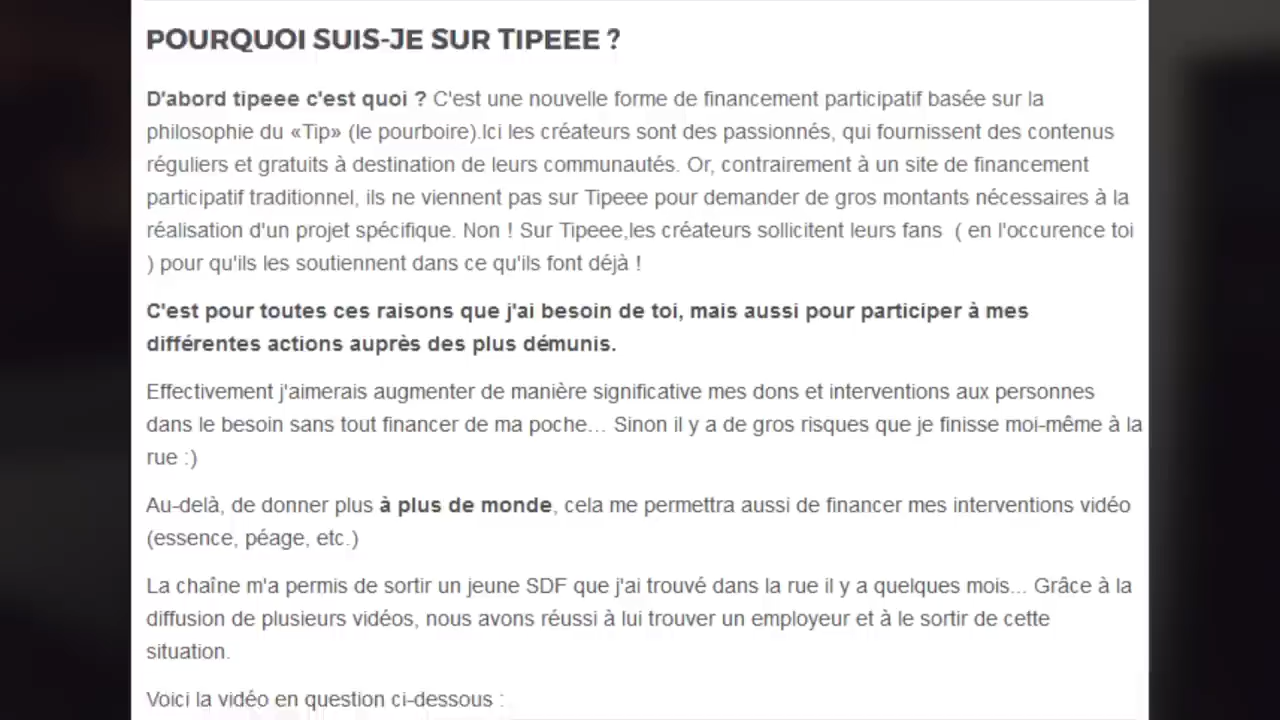 POURQUOI SUIS-JE SUR TIPEEE ?
D'abord tipeee c'est quoi ? C'est une nouvelle forme de financement participatif basée sur la
philosophie du «Tip» (le pourboire).Ici les créateurs sont des passionnés, qui fournissent des contenus
réguliers et gratuits à destination de leurs communautés. Or, contrairement à un site de financement
participatif traditionnel, ils ne viennent pas sur Tipeee pour demander de gros montants nécessaires à la
réalisation d'un projet spécifique. Non ! Sur Tipeee,les créateurs sollicitent leurs fans  ( en l'occurence toi
) pour qu'ils les soutiennent dans ce qu'ils font déjà !
C'est pour toutes ces raisons que j'ai besoin de toi, mais aussi pour participer à mes
différentes actions auprès des plus démunis.
Effectivement j'aimerais augmenter de manière significative mes dons et interventions aux personnes
dans le besoin sans tout financer de ma poche... Sinon il y a de gros risques que je finisse moi-même à la
rue :)
Au-delà, de donner plus à plus de monde, cela me permettra aussi de financer mes interventions vidéo
(essence, péage, etc.)
La chaîne m'a permis de sortir un jeune SDF que j'ai trouvé dans la rue il y a quelques mois... Grâce à la
diffusion de plusieurs vidéos, nous avons réussi à lui trouver un employeur et à le sortir de cette
situation.
Voici la vidéo en question ci-dessous :